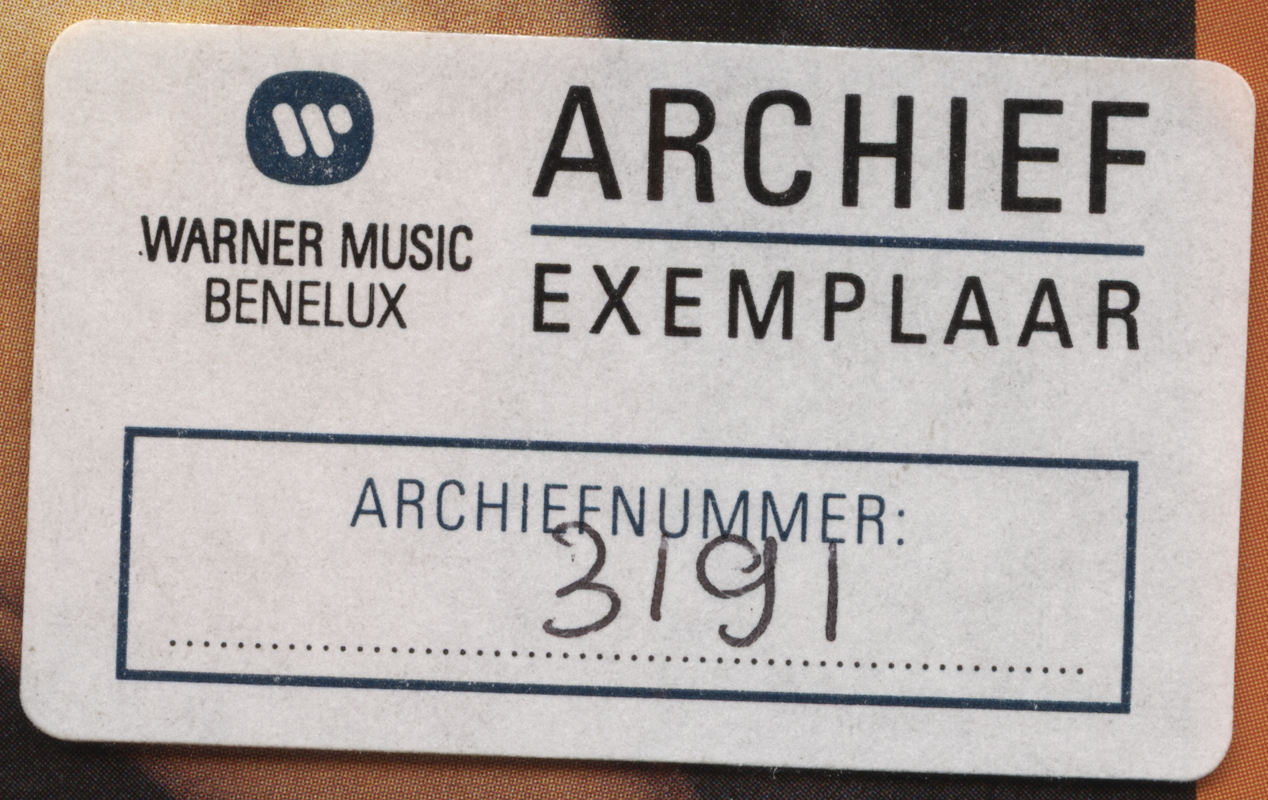 WARNER MUSIC
BENELUX
ARCHIEF
EXEMPLAAR
ARCHIEFNUMMER:
3191